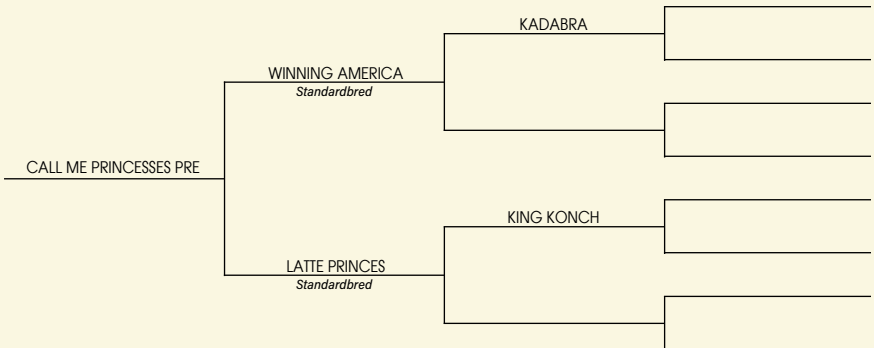 KADABRA
WINNING AMERICA
Standardbred
CALL ME PRINCESSES PRE
KING KONCH
LATTE PRINCES
Standardbred